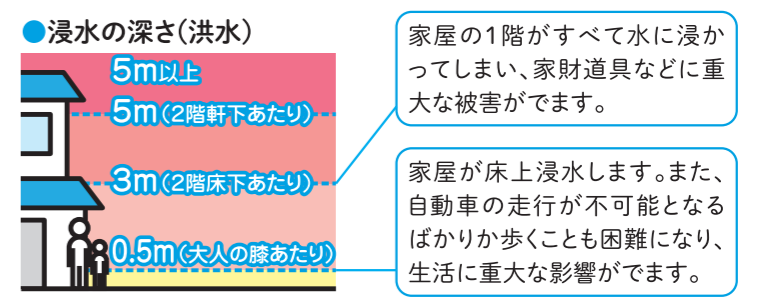 ●浸水の深さ(洪水)
5m以上
5m(2階軒下あたり)
3m(2階床下あたり)
0.5m(大人の膝あたり)
家屋の1階がすべて水に浸か
ってしまい、家財道具などに重
大な被害がでます。
家屋が床上浸水します。また、
自動車の走行が不可能となる
ばかりか歩くことも困難になり、
生活に重大な影響がでます。